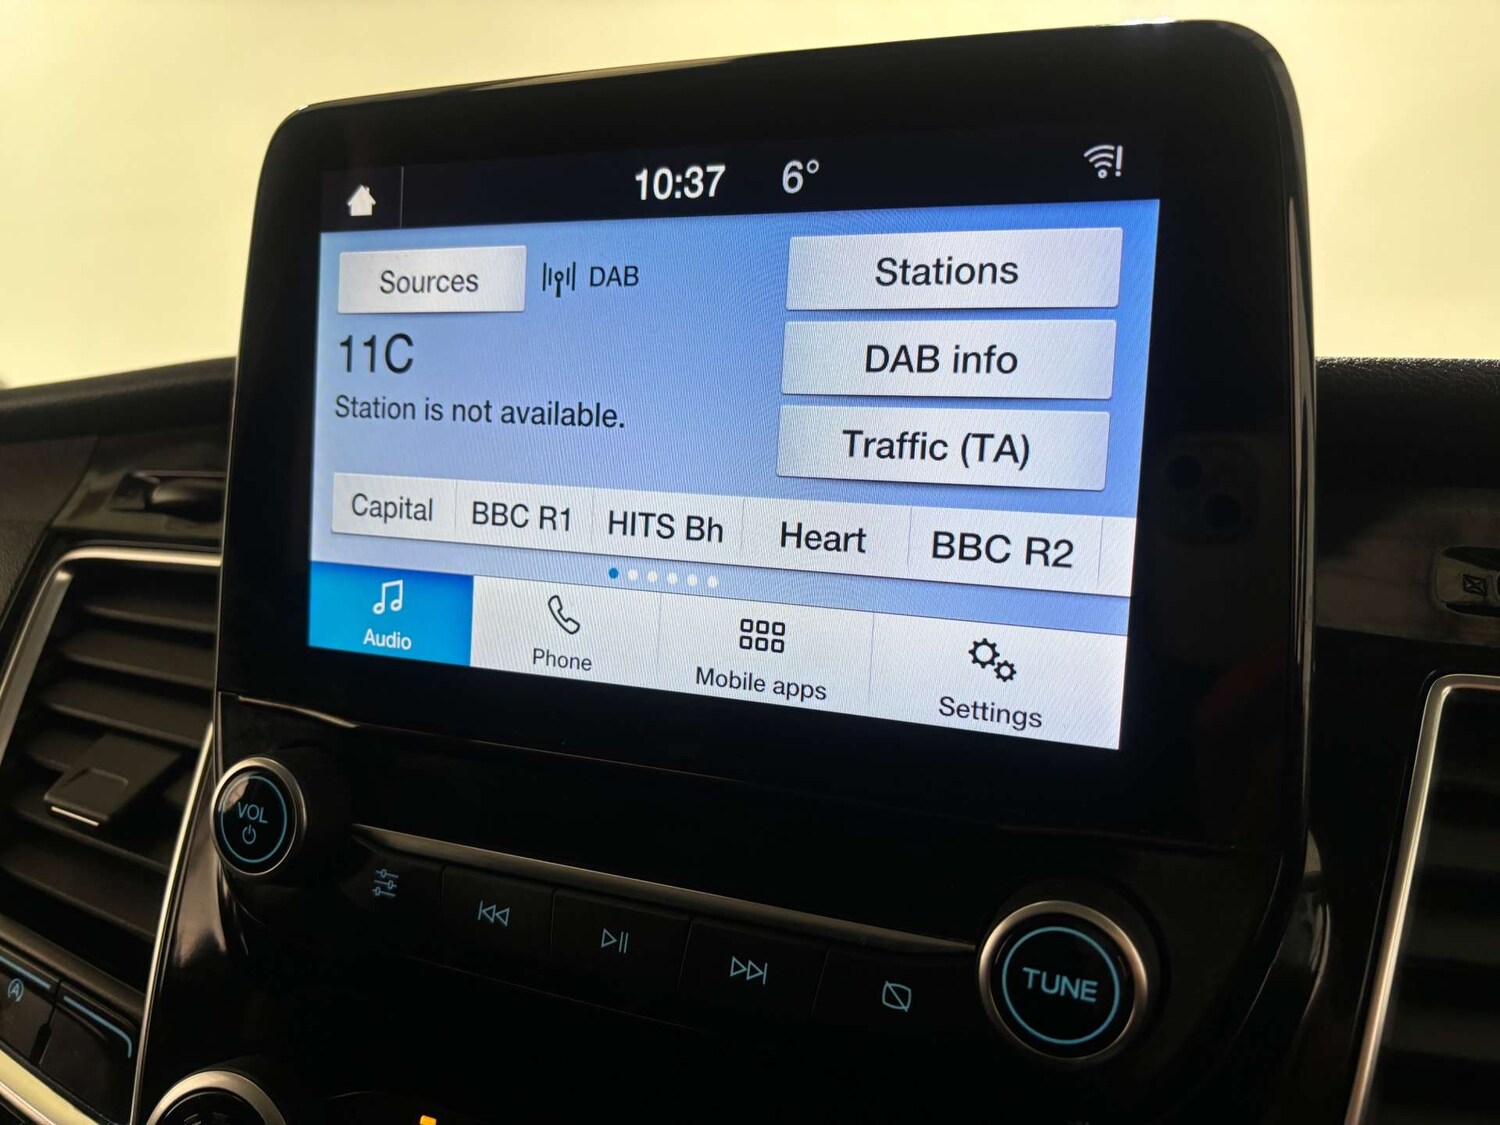 10:37 6°
Sources DAB
11C
Station is not available.
Stations
DAB info
Traffic (TA)
Capital BBC R1 HITS Bh Heart BBC R2
Audio Phone Mobile apps Settings
VOL
TUNE
A